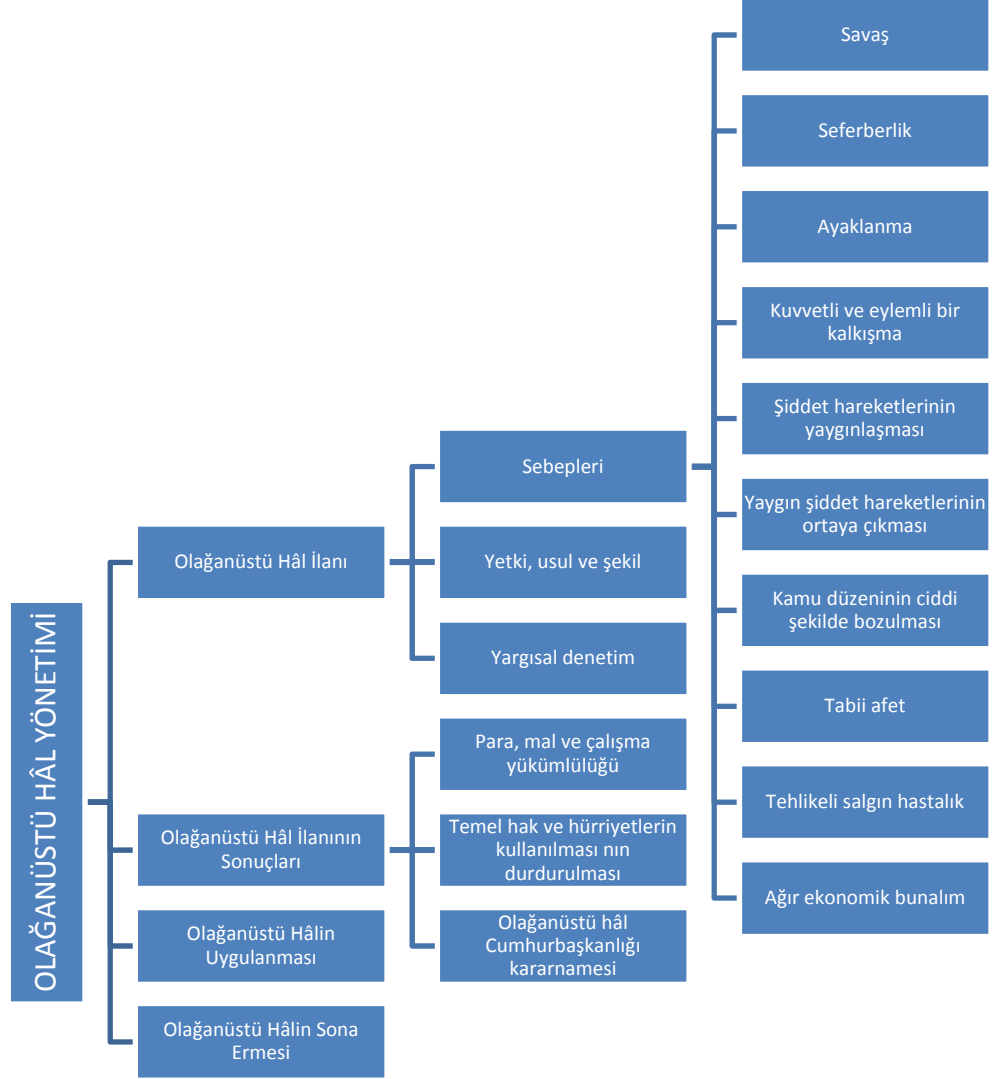 OLAĞANÜSTÜ HÂL YÖNETİMİ
Olağanüstü Hâl İlanı
Sebepleri
Savaş
Seferberlik
Ayaklanma
Kuvvetli ve eylemli bir
kalkışma
Şiddet hareketlerinin
yaygınlaşması
Yaygın şiddet hareketlerinin
ortaya çıkması
Kamu düzeninin ciddi
şekilde bozulması
Tabii afet
Tehlikeli salgın hastalık
Ağır ekonomik bunalım
Yetki, usul ve şekil
Yargısal denetim
Olağanüstü Hâl İlanının
Sonuçları
Para, mal ve çalışma
yükümlülüğü
Temel hak ve hürriyetlerin
kullanılması nın
durdurulması
Olağanüstü hâl
Cumhurbaşkanlığı
kararnamesi
Olağanüstü Hâlin
Uygulanması
Olağanüstü Hâlin Sona
Ermesi